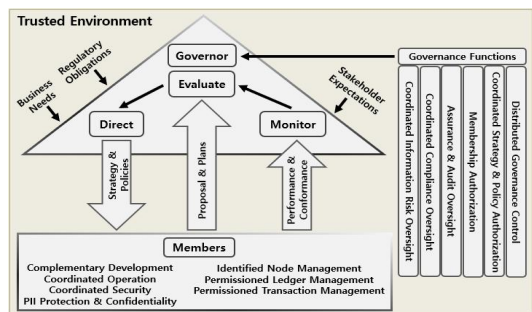 Trusted Environment
Business
Needs
Regulatory
Obligations
Governor
Evaluate
Direct
Monitor
Stakeholder
Expectations
Strategy &
Policies
Proposal & Plans
Performance &
Conformance
Governance Functions
Coordinated Information Risk Oversight
Coordinated Compliance Oversight
Assurance & Audit Oversight
Membership Authorization
Coordinated Strategy & Policy Authorization
Distributed Governance Control
Members
Complementary Development
Coordinated Operation
Coordinated Security
PII Protection & Confidentiality
Identified Node Management
Permissioned Ledger Management
Permissioned Transaction Management